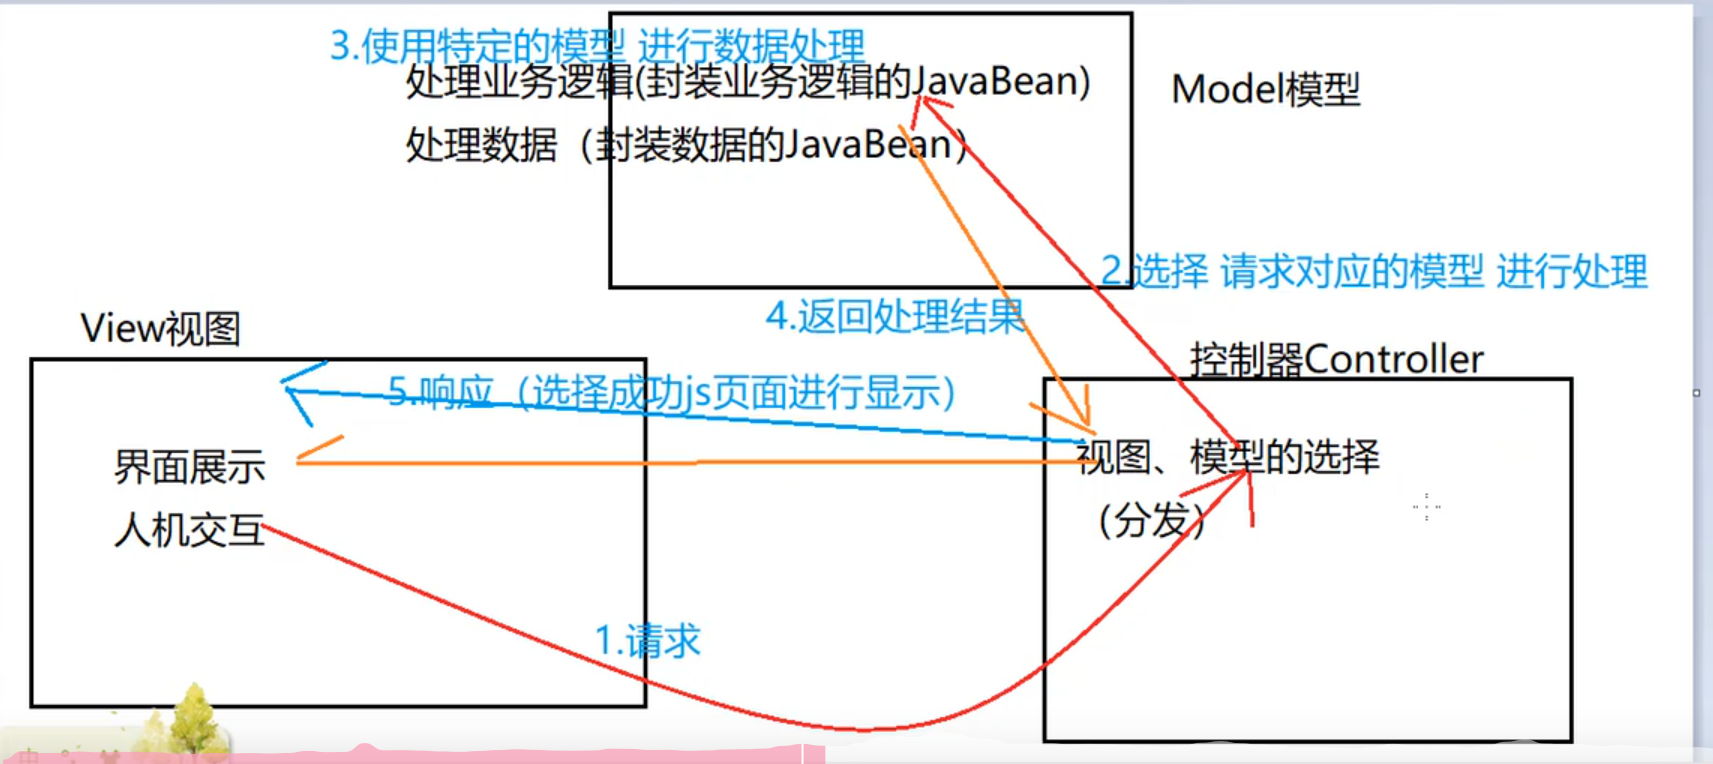 3.使用特定的模型 进行数据处理
处理业务逻辑(封装业务逻辑的JavaBean)
Model模型
处理数据（封装数据的JavaBean）
2.选择 请求对应的模型 进行处理
4.返回处理结果
View视图
控制器Controller
5.响应（选择成功js页面进行显示）
界面展示
视图、模型的选择
人机交互
（分发）
1.请求
中